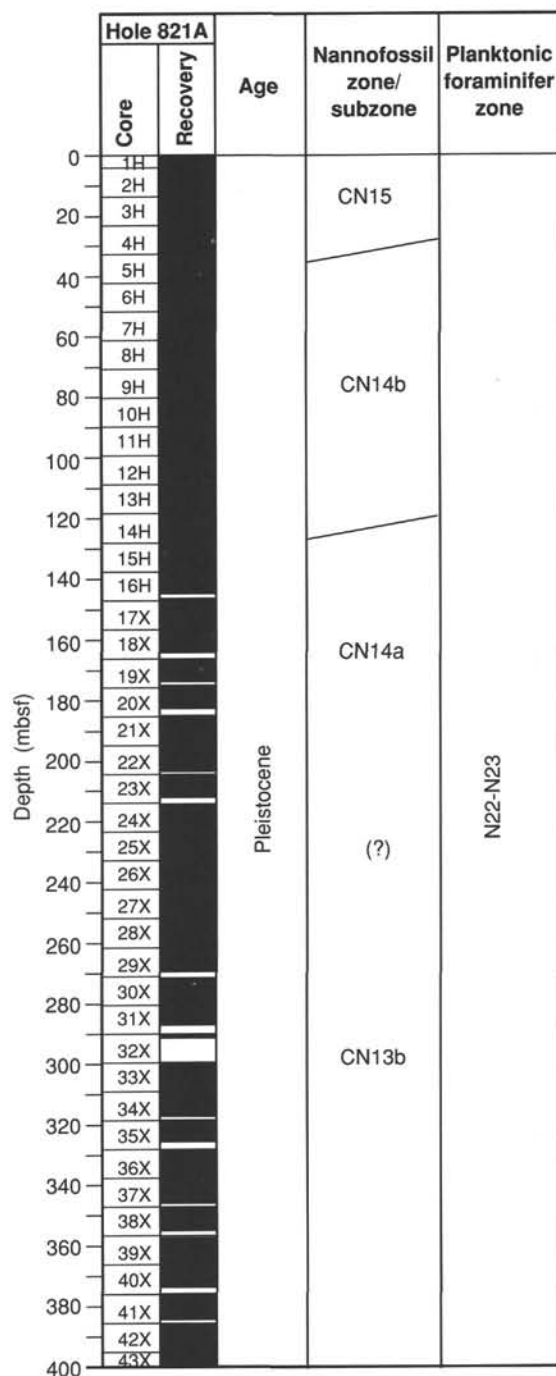 Hole 821A
Core
Recovery
Age
Nannofossil
zone/
subzone
Planktonic
foraminifer
zone
Depth (mbsf)
0
20
40
60
80
100
120
140
160
180
200
220
240
260
280
300
320
340
360
380
400
1H
2H
3H
4H
5H
6H
7H
8H
9H
10H
11H
12H
13H
14H
15H
16H
17X
18X
19X
20X
21X
22X
23X
24X
25X
26X
27X
28X
29X
30X
31X
32X
33X
34X
35X
36X
37X
38X
39X
40X
41X
42X
43X
Pleistocene
CN15
CN14b
CN14a
(?)
CN13b
N22-N23